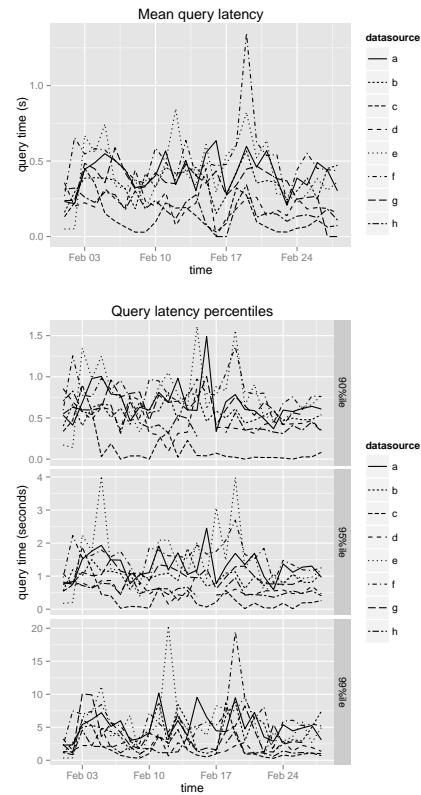 Mean query latency
query time (s)
1.0
0.5
0.0
Feb 03
Feb 10
Feb 17
Feb 24
time
datasource
a
b
c
d
e
f
g
h
Query latency percentiles
query time (seconds)
1.5
1.0
0.5
0.0
90%ile
4
3
2
1
0
95%ile
20
15
10
5
0
99%ile
Feb 03
Feb 10
Feb 17
Feb 24
time
datasource
a
b
c
d
e
f
g
h